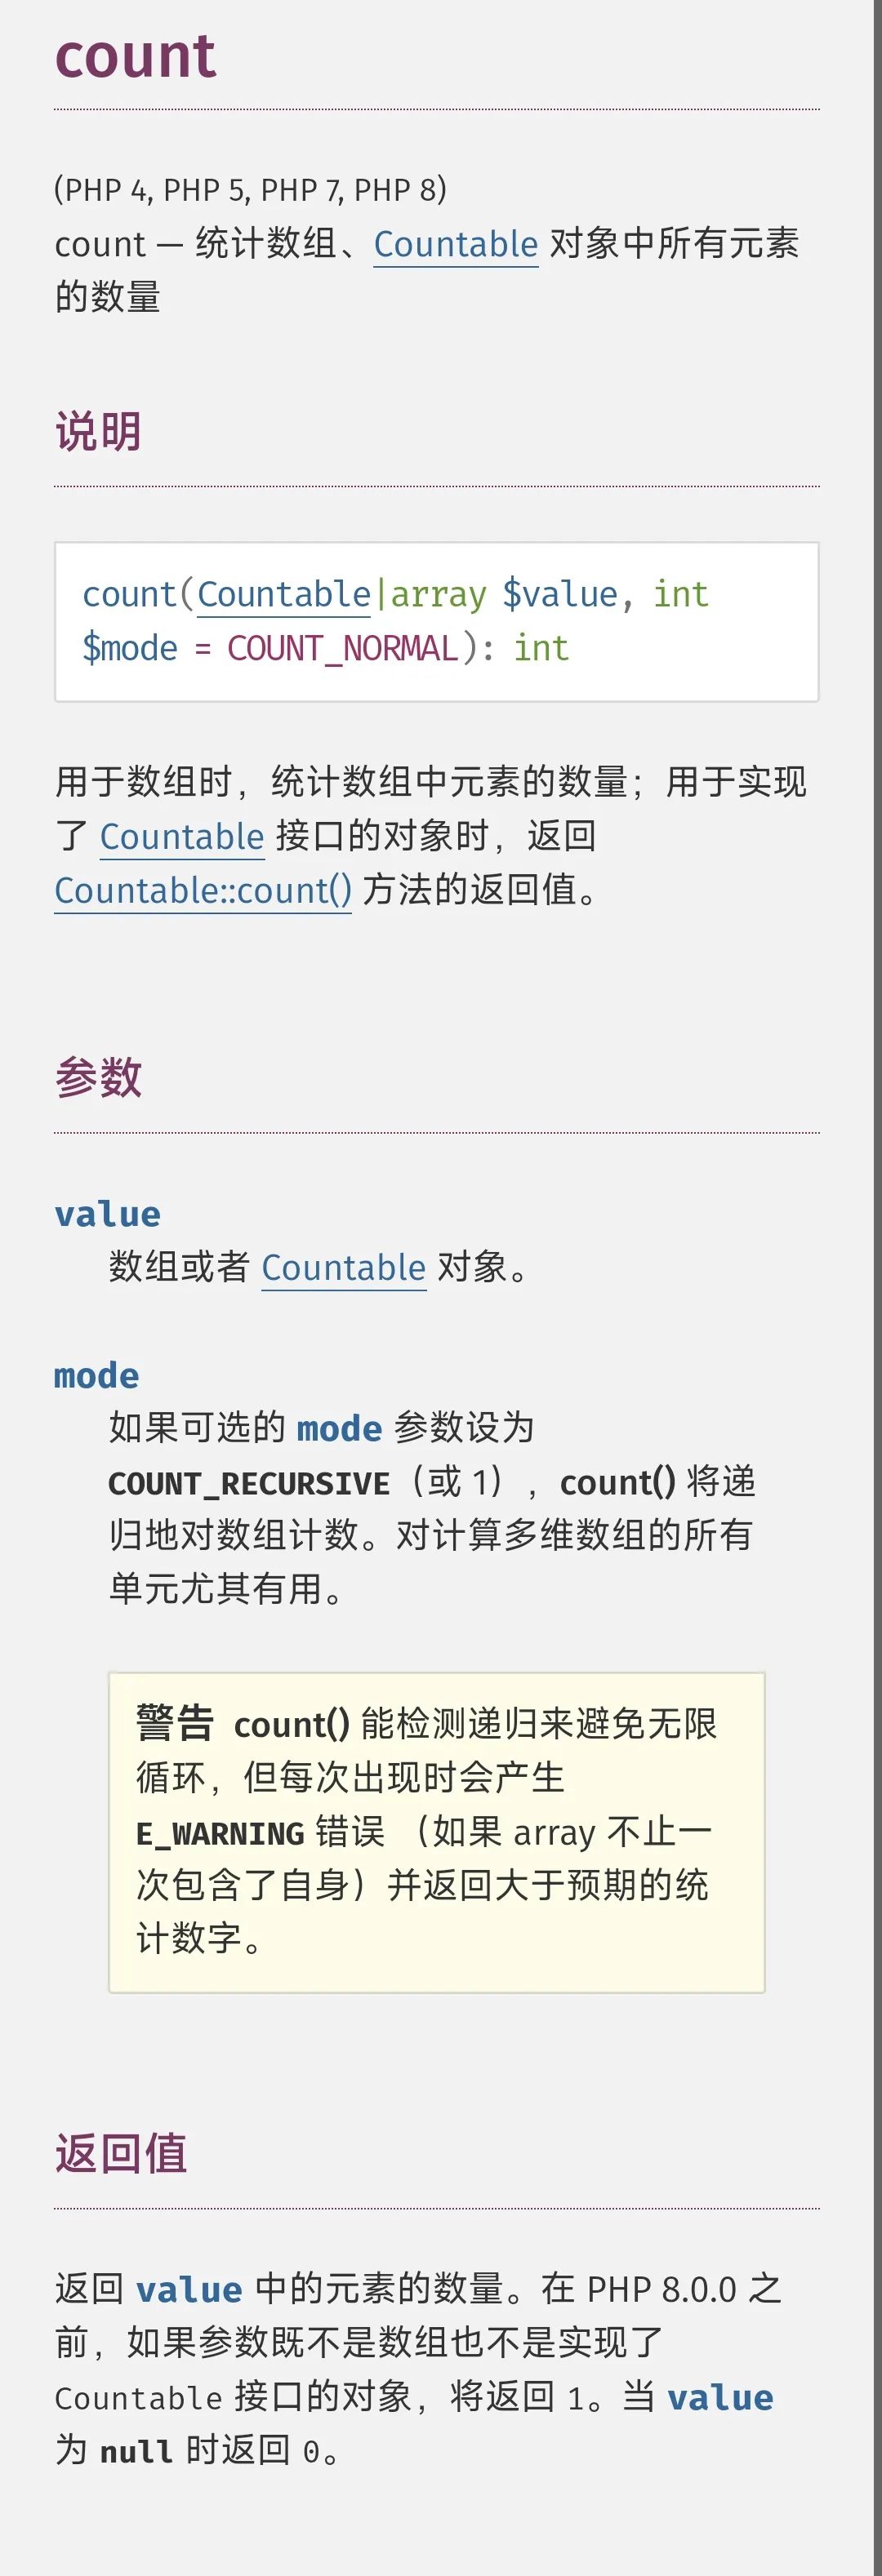 count
(PHP 4, PHP 5, PHP 7, PHP 8)
count — 统计数组、Countable 对象中所有元素
的数量
说明
count(Countable|array $value, int
$mode = COUNT_NORMAL): int
用于数组时，统计数组中元素的数量；用于实现
了 Countable 接口的对象时，返回
Countable::count() 方法的返回值。
参数
value
数组或者 Countable 对象。
mode
如果可选的 mode 参数设为
COUNT_RECURSIVE（或 1），count() 将递
归地对数组计数。对计算多维数组的所有
单元尤其有用。
警告 count() 能检测递归来避免无限
循环，但每次出现时会产生
E_WARNING 错误 （如果 array 不止一
次包含了自身）并返回大于预期的统
计数字。
返回值
返回 value 中的元素的数量。在 PHP 8.0.0 之
前，如果参数既不是数组也不是实现了
Countable 接口的对象，将返回 1。当 value
为 null 时返回 0。